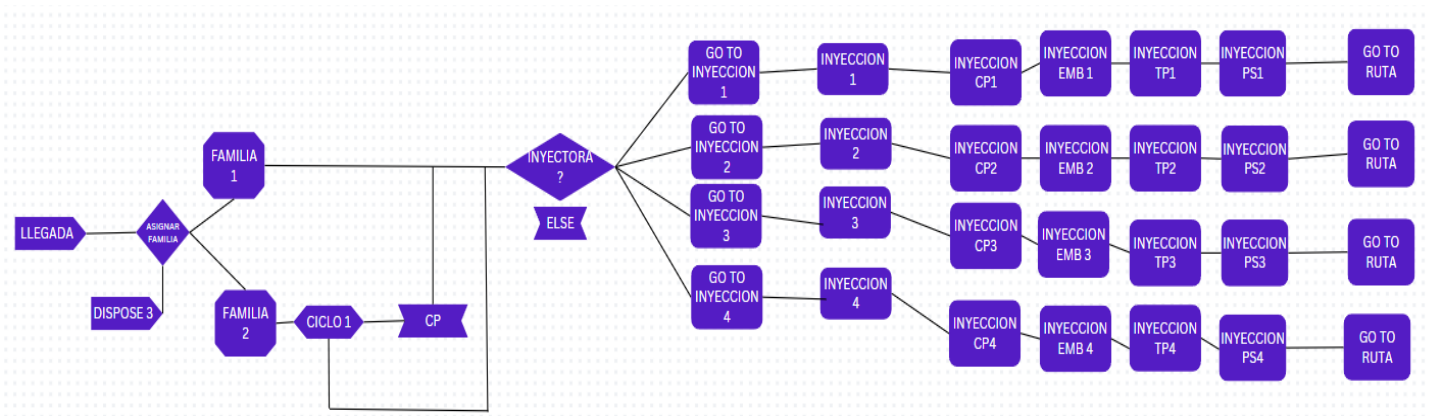 LLEGADA
ASIGNAR
FAMILIA
DISPOSE 3
FAMILIA
1
FAMILIA
2
CICLO 1
CP
INYECTORA
?
ELSE
GO TO
INYECCION
1
INYECCION
1
INYECCION
CP1
INYECCION
EMB 1
INYECCION
TP1
INYECCION
PS1
GO TO
RUTA
GO TO
INYECCION
2
INYECCION
2
INYECCION
CP2
INYECCION
EMB 2
INYECCION
TP2
INYECCION
PS2
GO TO
RUTA
GO TO
INYECCION
3
INYECCION
3
INYECCION
CP3
INYECCION
EMB 3
INYECCION
TP3
INYECCION
PS3
GO TO
RUTA
GO TO
INYECCION
4
INYECCION
4
INYECCION
CP4
INYECCION
EMB 4
INYECCION
TP4
INYECCION
PS4
GO TO
RUTA